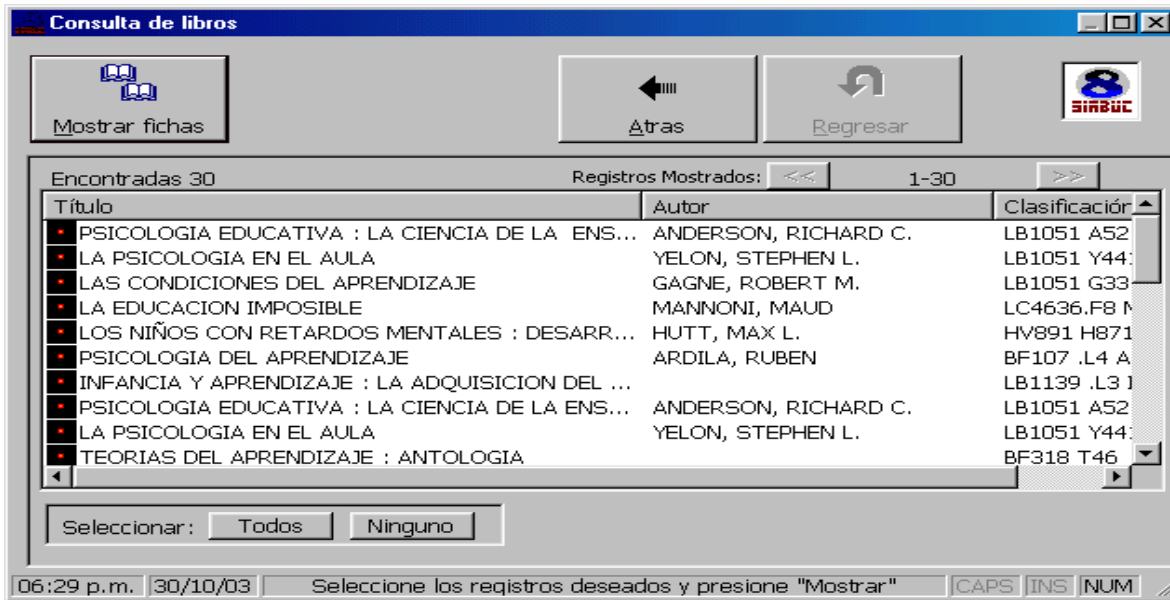 Consulta de libros
Mostrar fichas
Atras
Regresar
8
SIABUC
Encontradas 30
Registros Mostrados: << 1-30 >>
Título Autor Clasificación
PSICOLOGIA EDUCATIVA : LA CIENCIA DE LA ENS... ANDERSON, RICHARD C. LB1051 A52
LA PSICOLOGIA EN EL AULA YELON, STEPHEN L. LB1051 Y441
LAS CONDICIONES DEL APRENDIZAJE GAGNE, ROBERT M. LB1051 G33
LA EDUCACION IMPOSIBLE MANNONI, MAUD LC4636.F8 M
LOS NIÑOS CON RETARDOS MENTALES : DESARR... HUTT, MAX L. HV891 H871
PSICOLOGIA DEL APRENDIZAJE ARDILA, RUBEN BF107 .L4 A
INFANCIA Y APRENDIZAJE : LA ADQUISICION DEL ... LB1139 .L3 I
PSICOLOGIA EDUCATIVA : LA CIENCIA DE LA ENS... ANDERSON, RICHARD C. LB1051 A52
LA PSICOLOGIA EN EL AULA YELON, STEPHEN L. LB1051 Y441
TEORIAS DEL APRENDIZAJE : ANTOLOGIA BF318 T46
Seleccionar: Todos Ninguno
06:29 p.m. 30/10/03 Seleccione los registros deseados y presione "Mostrar" CAPS INS NUM